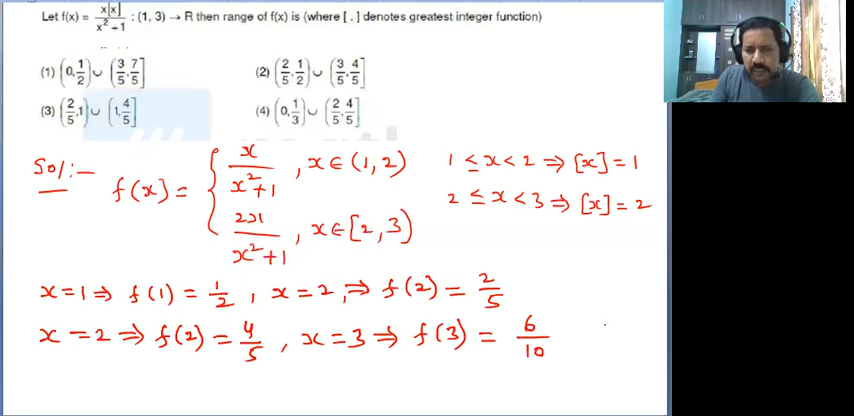 Let f(x) = x|x| / x² + 1 : (1, 3) → R then range of f(x) is (where [ . ] denotes greatest integer function)
(1) (0, 1/2) ∪ (3/5, 7/5] (2) (2/5, 1/2) ∪ (3/5, 4/5]
(3) (2/5, 1) ∪ (1, 4/5] (4) (0, 1/3) ∪ (2/5, 4/5]
Sol:- f(x) = { x / x²+1 , x ∈ (1, 2) 1 ≤ x < 2 ⇒ [x] = 1
2x / x²+1 , x ∈ [2, 3) 2 ≤ x < 3 ⇒ [x] = 2
x = 1 ⇒ f(1) = 1/2 , x = 2, ⇒ f(2) = 2/5
x = 2 ⇒ f(2) = 4/5 , x = 3 ⇒ f(3) = 6/10